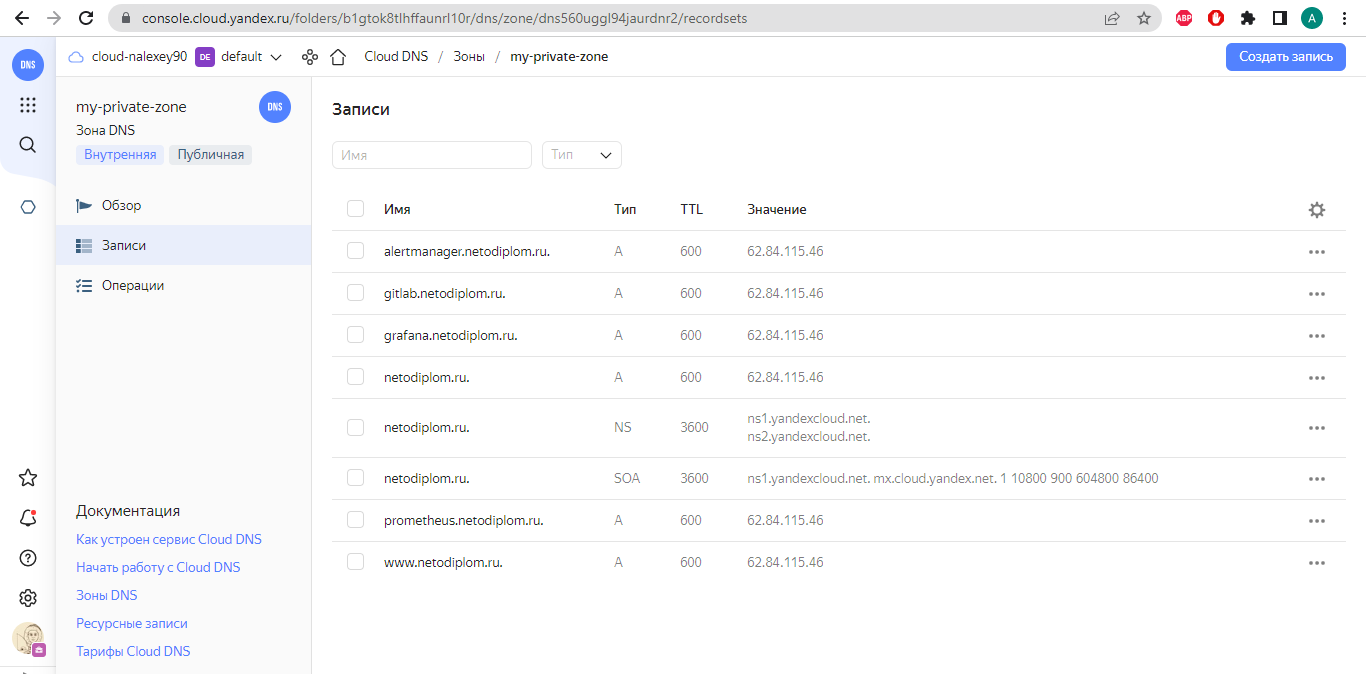 console.cloud.yandex.ru/folders/b1gtok8tlhffaunrl10r/dns/zone/dns560uggl94jaurdnr2/recordsets
ABP
A
DNS
cloud-nalexey90 DE default
Cloud DNS / Зоны / my-private-zone
Создать запись
my-private-zone
DNS
Зона DNS
Внутренняя Публичная
Обзор
Записи
Операции
Документация
Как устроен сервис Cloud DNS
Начать работу с Cloud DNS
Зоны DNS
Ресурсные записи
Тарифы Cloud DNS
Записи
Имя Тип
Имя Тип TTL Значение
alertmanager.netodiplom.ru. A 600 62.84.115.46
gitlab.netodiplom.ru. A 600 62.84.115.46
grafana.netodiplom.ru. A 600 62.84.115.46
netodiplom.ru. A 600 62.84.115.46
netodiplom.ru. NS 3600 ns1.yandexcloud.net.
ns2.yandexcloud.net.
netodiplom.ru. SOA 3600 ns1.yandexcloud.net. mx.cloud.yandex.net. 1 10800 900 604800 86400
prometheus.netodiplom.ru. A 600 62.84.115.46
www.netodiplom.ru. A 600 62.84.115.46